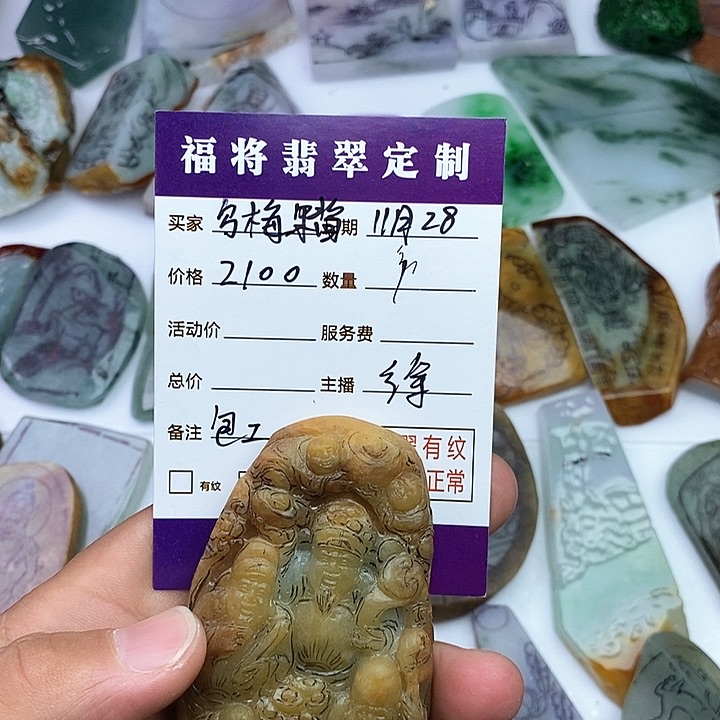 福将翡翠定制
买家 乌梅果酱 期 11月28
价格 2100 数量
活动价 服务费
总价 主播 徐
备注 包工 有纹
有纹 正常